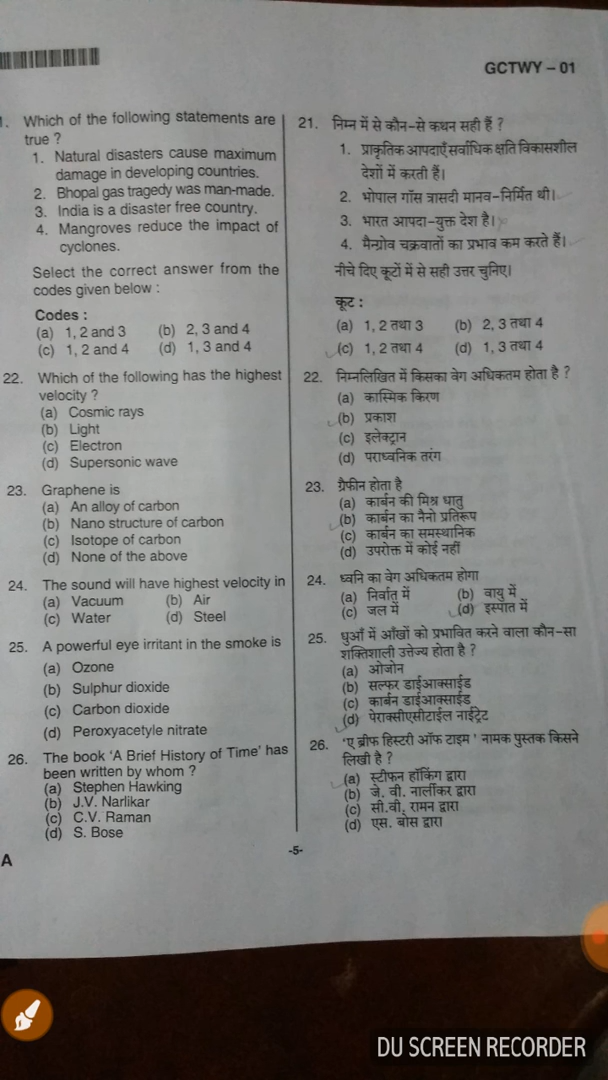 GCTWY – 01
1. Which of the following statements are
true ?
1. Natural disasters cause maximum
damage in developing countries.
2. Bhopal gas tragedy was man-made.
3. India is a disaster free country.
4. Mangroves reduce the impact of
cyclones.
Select the correct answer from the
codes given below :
Codes :
(a) 1, 2 and 3 (b) 2, 3 and 4
(c) 1, 2 and 4 (d) 1, 3 and 4
22. Which of the following has the highest
velocity ?
(a) Cosmic rays
(b) Light
(c) Electron
(d) Supersonic wave
23. Graphene is
(a) An alloy of carbon
(b) Nano structure of carbon
(c) Isotope of carbon
(d) None of the above
24. The sound will have highest velocity in
(a) Vacuum (b) Air
(c) Water (d) Steel
25. A powerful eye irritant in the smoke is
(a) Ozone
(b) Sulphur dioxide
(c) Carbon dioxide
(d) Peroxyacetyle nitrate
26. The book 'A Brief History of Time' has
been written by whom ?
(a) Stephen Hawking
(b) J.V. Narlikar
(c) C.V. Raman
(d) S. Bose
21. निम्न में से कौन-से कथन सही हैं ?
1. प्राकृतिक आपदाएँ सर्वाधिक क्षति विकासशील
देशों में करती हैं।
2. भोपाल गॉस त्रासदी मानव-निर्मित थी।
3. भारत आपदा-युक्त देश है।
4. मैन्ग्रोव चक्रवातों का प्रभाव कम करते हैं।
नीचे दिए कूटों में से सही उत्तर चुनिए।
कूट :
(a) 1, 2 तथा 3 (b) 2, 3 तथा 4
(c) 1, 2 तथा 4 (d) 1, 3 तथा 4
22. निम्नलिखित में किसका वेग अधिकतम होता है ?
(a) कास्मिक किरण
(b) प्रकाश
(c) इलेक्ट्रान
(d) पराध्वनिक तरंग
23. ग्रैफीन होता है
(a) कार्बन की मिश्र धातु
(b) कार्बन का नैनो प्रतिरूप
(c) कार्बन का समस्थानिक
(d) उपरोक्त में कोई नहीं
24. ध्वनि का वेग अधिकतम होगा
(a) निर्वात में (b) वायु में
(c) जल में (d) इस्पात में
25. धुआँ में आँखों को प्रभावित करने वाला कौन-सा
शक्तिशाली उत्तेज्य होता है ?
(a) ओजोन
(b) सल्फर डाईआक्साईड
(c) कार्बन डाईआक्साईड
(d) पेराक्सीएसीटाईल नाईट्रेट
26. 'ए ब्रीफ हिस्टरी ऑफ टाइम' नामक पुस्तक किसने
लिखी है ?
(a) स्टीफन हॉकिंग द्वारा
(b) जे. वी. नार्लीकर द्वारा
(c) सी.वी. रामन द्वारा
(d) एस. बोस द्वारा
-5-
A
DU SCREEN RECORDER